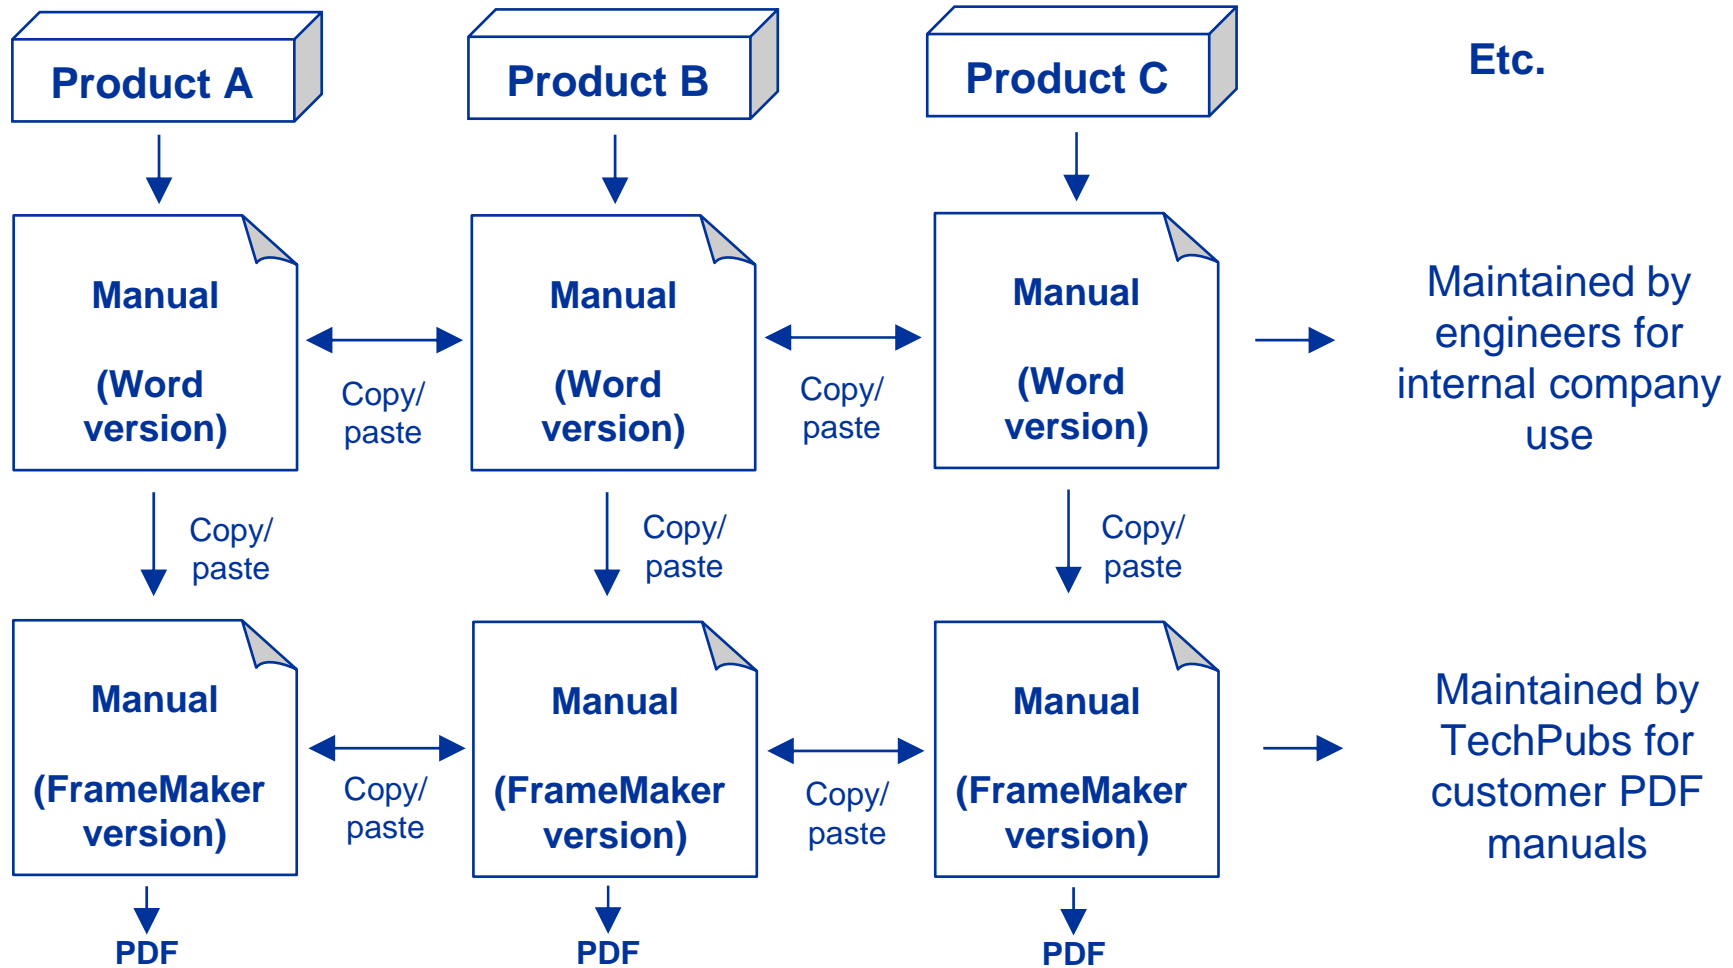 Product A
Product B
Product C
Etc.
Manual
(Word
version)
Copy/
paste
Manual
(Word
version)
Copy/
paste
Manual
(Word
version)
Maintained by
engineers for
internal company
use
Copy/
paste
Copy/
paste
Copy/
paste
Manual
(FrameMaker
version)
Copy/
paste
Manual
(FrameMaker
version)
Copy/
paste
Manual
(FrameMaker
version)
Maintained by
TechPubs for
customer PDF
manuals
PDF
PDF
PDF